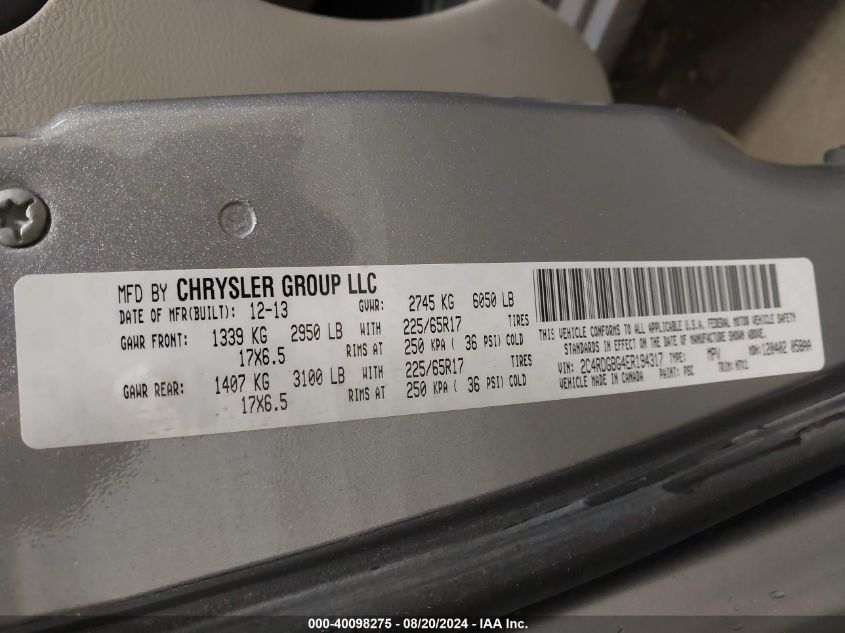 MFD BY CHRYSLER GROUP LLC
DATE OF MFR(BUILT): 12-13 GVWR: 2745 KG 6050 LB
GAWR FRONT: 1339 KG 2950 LB WITH 225/65R17 TIRES
17X6.5 RIMS AT 250 KPA ( 36 PSI) COLD
GAWR REAR: 1407 KG 3100 LB WITH 225/65R17 TIRES
17X6.5 RIMS AT 250 KPA ( 36 PSI) COLD
THIS VEHICLE CONFORMS TO ALL APPLICABLE U.S.A. FEDERAL MOTOR VEHICLE SAFETY
STANDARDS IN EFFECT ON THE DATE OF MANUFACTURE SHOWN ABOVE.
VIN: 2C4RDGBG4ER194317 TYPE: MPV MDH: 120402 058AA
MADE IN CANADA PAINT: PSC TRIM:
000-40098275 - 08/20/2024 - IAA Inc.